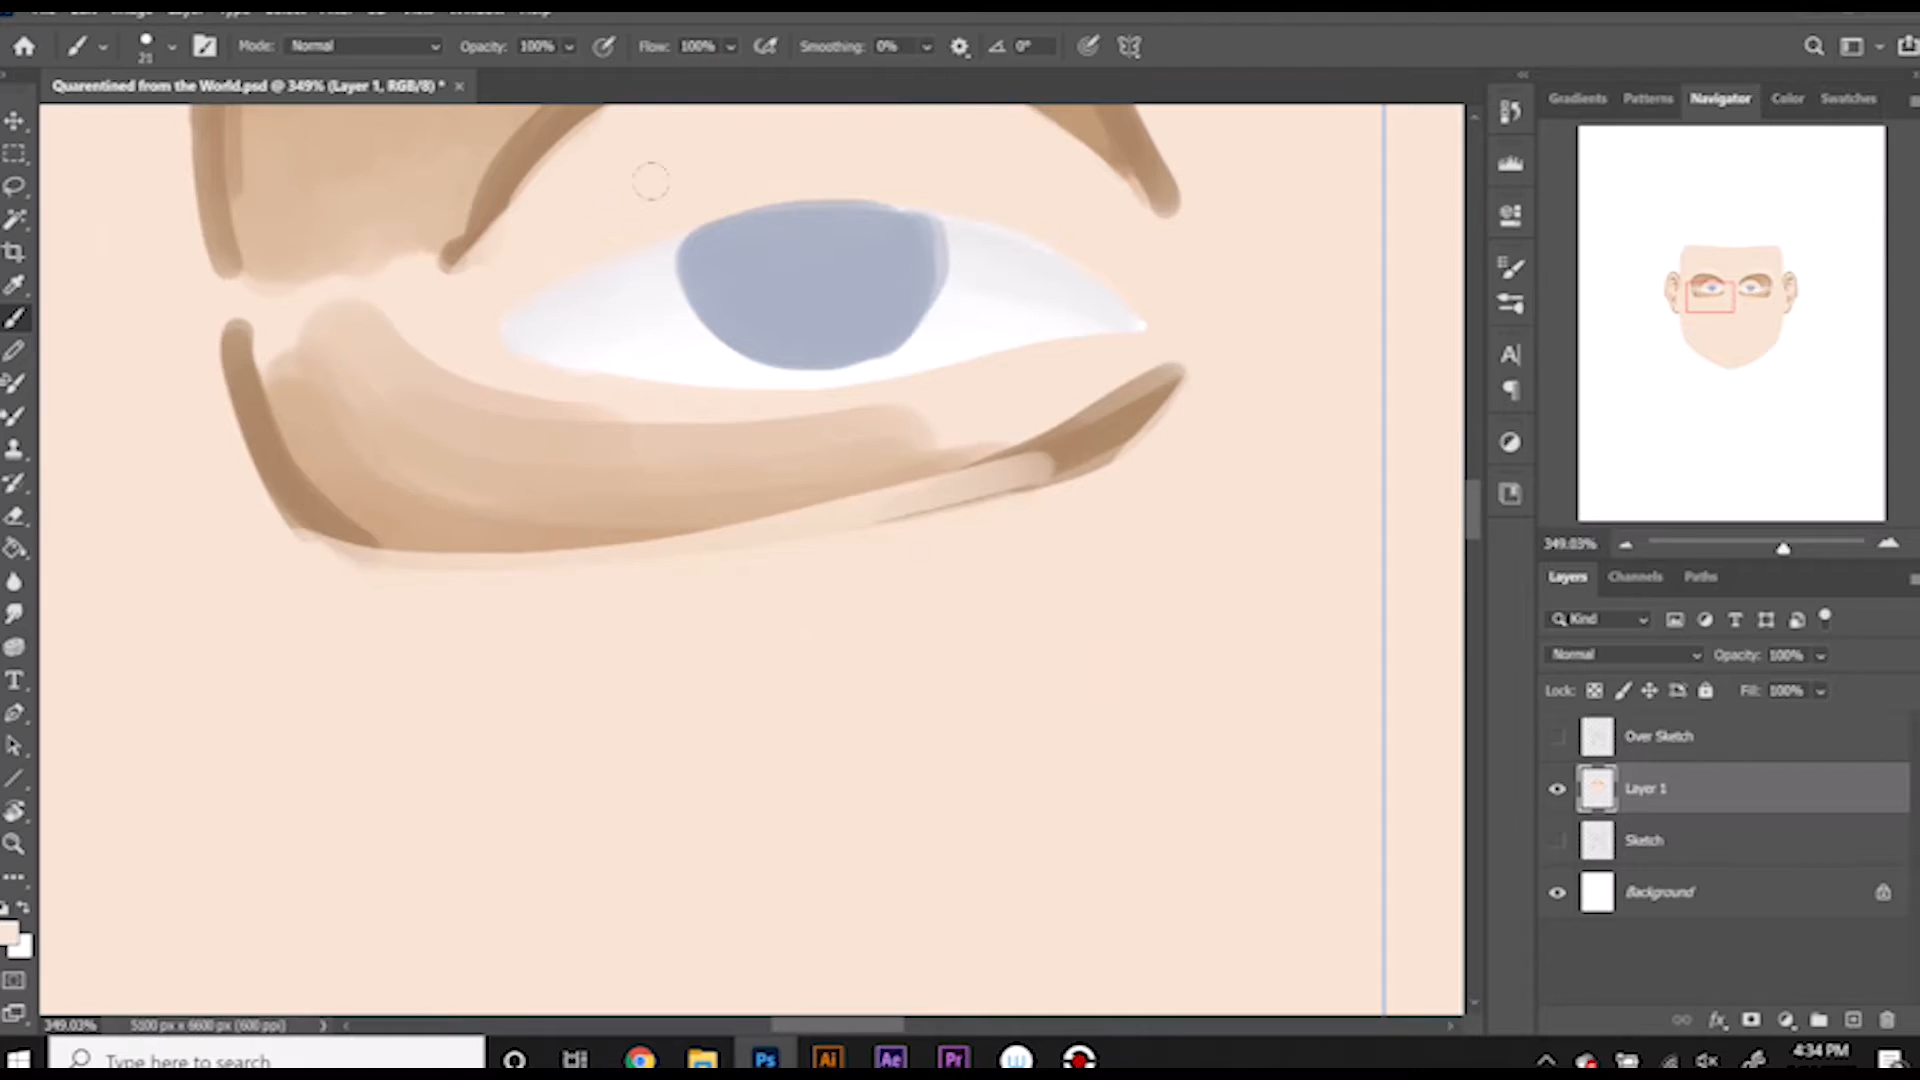 Mode: Normal Opacity: 100% Flow: 100% Smoothing: 0% 0°
21
Quarentined from the World.psd @ 349% (Layer 1, RGB/8) *
Gradients Patterns Navigator Color Swatches
349.03%
Layers Channels Paths
Kind
Normal Opacity: 100%
Lock: Fill: 100%
Over Sketch
Layer 1
Sketch
Background
349.03% 5100 px x 6600 px (600 ppi)
Type here to search
Ps Ai Ae Pr
4:34 PM